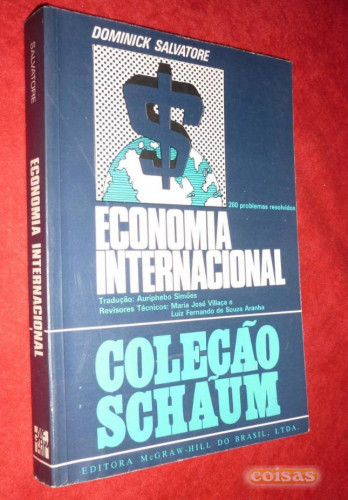 DOMINICK SALVATORE
260 problemas resolvidos
ECONOMIA
INTERNACIONAL
Tradução: Auriphebo Simões
Revisores Técnicos: Maria José Villaça e
Luiz Fernando de Souza Aranha
COLEÇÃO
SCHAUM
EDITORA McGRAW-HILL DO BRASIL, LTDA.
SALVATORE
ECONOMIA INTERNACIONAL
coisas